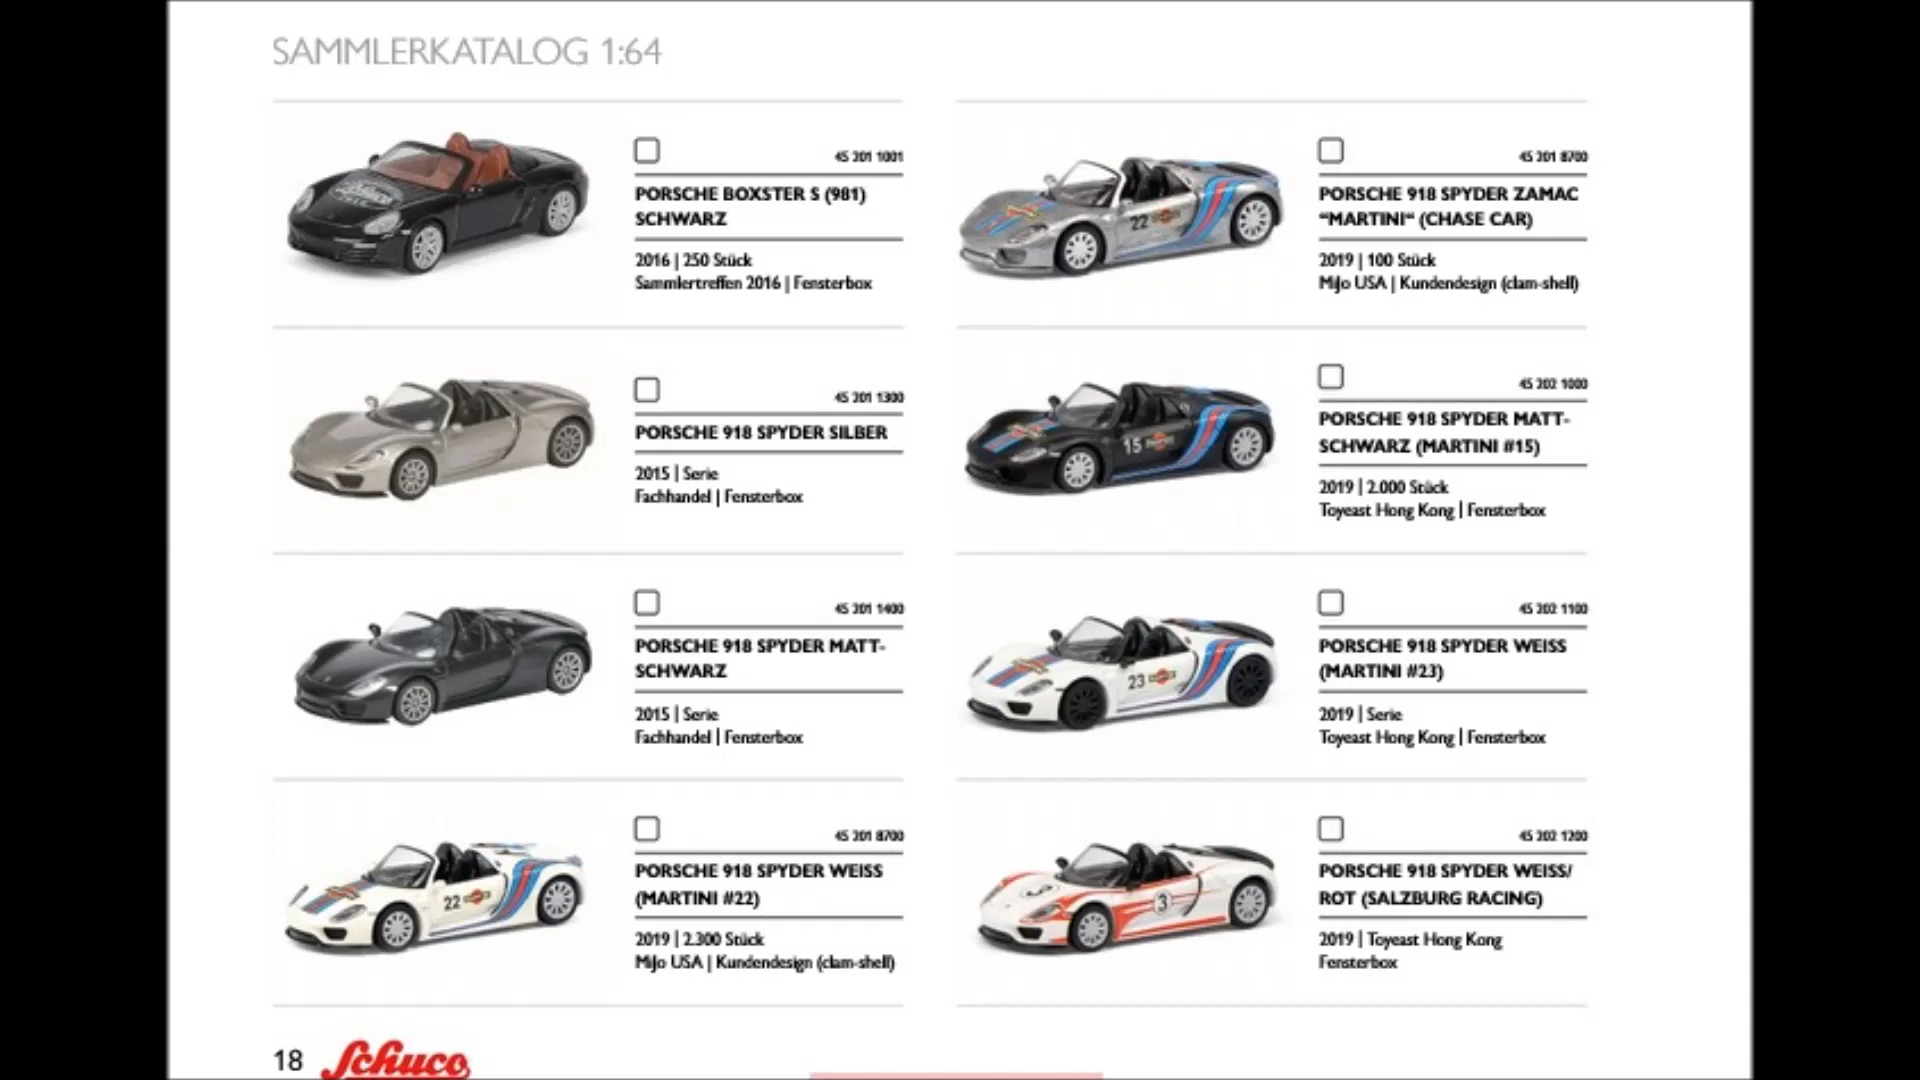 SAMMLERKATALOG 1:64
45 201 1001
PORSCHE BOXSTER S (981)
SCHWARZ
2016 | 250 Stück
Sammlertreffen 2016 | Fensterbox
45 201 1300
PORSCHE 918 SPYDER SILBER
2015 | Serie
Fachhandel | Fensterbox
45 201 1400
PORSCHE 918 SPYDER MATT-
SCHWARZ
2015 | Serie
Fachhandel | Fensterbox
22
45 201 8700
PORSCHE 918 SPYDER WEISS
(MARTINI #22)
2019 | 2.300 Stück
MiJo USA | Kundendesign (clam-shell)
22
45 201 8700
PORSCHE 918 SPYDER ZAMAC
“MARTINI“ (CHASE CAR)
2019 | 100 Stück
MiJo USA | Kundendesign (clam-shell)
15
45 202 1000
PORSCHE 918 SPYDER MATT-
SCHWARZ (MARTINI #15)
2019 | 2.000 Stück
Toyeast Hong Kong | Fensterbox
23
45 202 1100
PORSCHE 918 SPYDER WEISS
(MARTINI #23)
2019 | Serie
Toyeast Hong Kong | Fensterbox
3
45 202 1200
PORSCHE 918 SPYDER WEISS/
ROT (SALZBURG RACING)
2019 | Toyeast Hong Kong
Fensterbox
18 Schuco